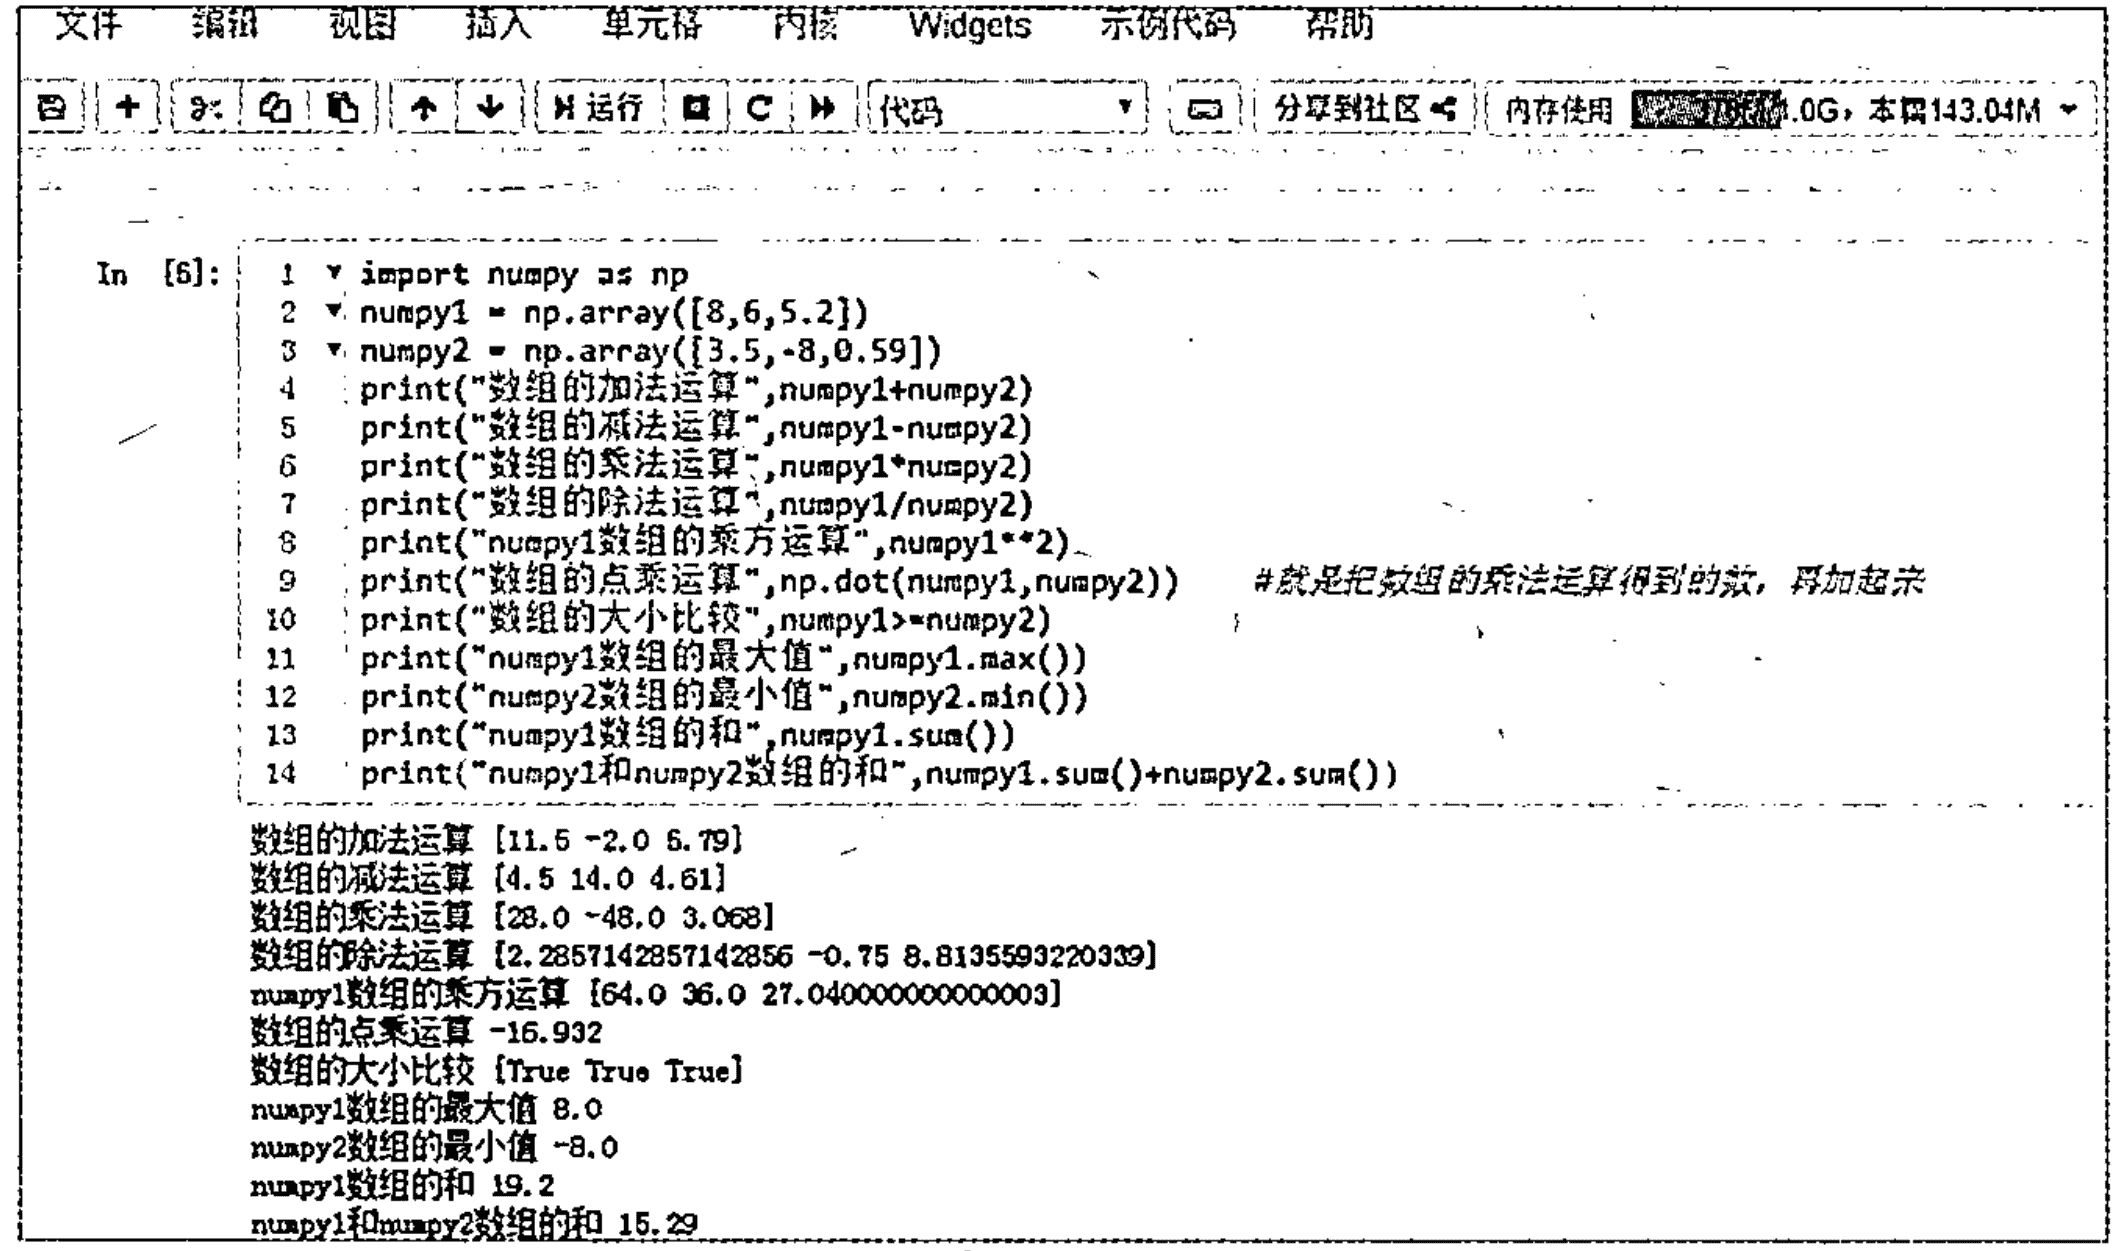 文件 编辑 视图 插入 单元格 内核 Widgets 示例代码 帮助
运行 代码 分享到社区 内存使用 1.0G, 本篇143.04M
In [6]:
1 import numpy as np
2 numpy1 = np.array([8,6,5.2])
3 numpy2 = np.array([3.5,-8,0.59])
4 print("数组的加法运算",numpy1+numpy2)
5 print("数组的减法运算",numpy1-numpy2)
6 print("数组的乘法运算",numpy1*numpy2)
7 print("数组的除法运算",numpy1/numpy2)
8 print("numpy1数组的乘方运算",numpy1**2)
9 print("数组的点乘运算",np.dot(numpy1,numpy2)) #就是把数组的乘法运算得到的数，再加起来
10 print("数组的大小比较",numpy1>=numpy2)
11 print("numpy1数组的最大值",numpy1.max())
12 print("numpy2数组的最小值",numpy2.min())
13 print("numpy1数组的和",numpy1.sum())
14 print("numpy1和numpy2数组的和",numpy1.sum()+numpy2.sum())
数组的加法运算 [11.5 -2.0 5.79]
数组的减法运算 [4.5 14.0 4.61]
数组的乘法运算 [28.0 -48.0 3.068]
数组的除法运算 [2.2857142857142856 -0.75 8.8135593220339]
numpy1数组的乘方运算 [64.0 36.0 27.040000000000003]
数组的点乘运算 -16.932
数组的大小比较 [True True True]
numpy1数组的最大值 8.0
numpy2数组的最小值 -8.0
numpy1数组的和 19.2
numpy1和numpy2数组的和 15.29